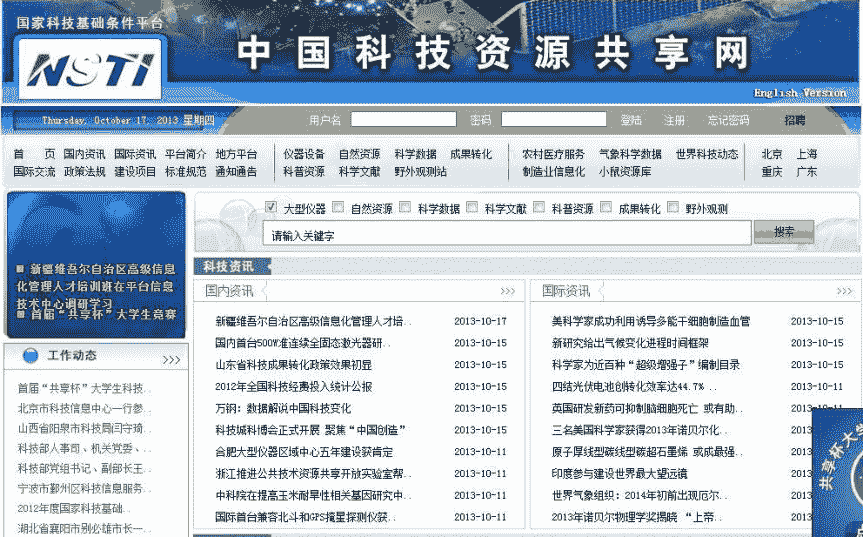 国家科技基础条件平台
NSTI
中国科技资源共享网
English Version
Thursday, October 17, 2013 星期四 用户名 密码 登陆 注册 忘记密码 招聘
首 页 国内资讯 国际资讯 平台简介 地方平台 仪器设备 自然资源 科学数据 成果转化 农村医疗服务 气象科学数据 世界科技动态 北京 上海
国际交流 政策法规 建设项目 标准规范 通知通告 科普资源 科学文献 野外观测站 制造业信息化 小鼠资源库 重庆 广东
大型仪器 自然资源 科学数据 科学文献 科普资源 成果转化 野外观测
请输入关键字 搜索
新疆维吾尔自治区高级信息
化管理人才培训班在平台信息
技术中心调研学习
首届“共享杯”大学生竞赛
科技资讯
国内资讯 >>>
新疆维吾尔自治区高级信息化管理人才培.. 2013-10-17
国内首台500W准连续全固态激光器研.. 2013-10-15
山东省科技成果转化政策效果初显 2013-10-15
2012年全国科技经费投入统计公报 2013-10-15
万钢：数据解说中国科技变化 2013-10-15
科技城科博会正式开展 聚焦“中国创造” 2013-10-15
合肥大型仪器区域中心五年建设获肯定 2013-10-11
浙江推进公共技术资源共享开放实验室帮.. 2013-10-11
中科院在提高玉米耐旱性相关基因研究中.. 2013-10-11
国际首台兼容北斗和GPS掩星探测仪获.. 2013-10-11
国际资讯 >>>
美科学家成功利用诱导多能干细胞制造血管 2013-10-15
新研究给出气候变化进程时间框架 2013-10-15
科学家为近百种“超级增强子”编制目录 2013-10-15
四结光伏电池创转化效率达44.7% .. 2013-10-11
英国研发新药可抑制脑细胞死亡 或有助.. 2013-10-
三名美国科学家获得2013年诺贝尔化.. 2013-10-
原子厚线型碳线型碳超石墨烯 或成最强.. 2013-10-
印度参与建设世界最大望远镜 2013-10-
世界气象组织：2014年初前出现厄尔.. 2013-10-
2013年诺贝尔物理学奖揭晓 “上帝.. 2013-10-
工作动态 >>>
首届“共享杯”大学生科技..
北京市科技信息中心一行参..
山西省阳泉市科技局闫守琦..
科技部人事司、机关党委、..
科技部党组书记、副部长王..
宁波市鄞州区科技信息服务..
2012年度国家科技基础..
湖北省襄阳市别必雄市长一..
共享杯大学